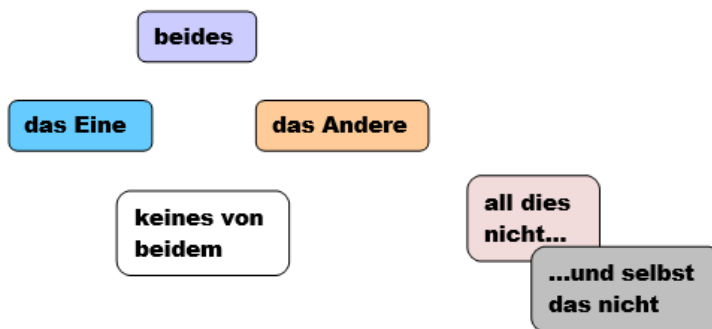 beides
das Eine
das Andere
keines von
beidem
all dies
nicht...
...und selbst
das nicht